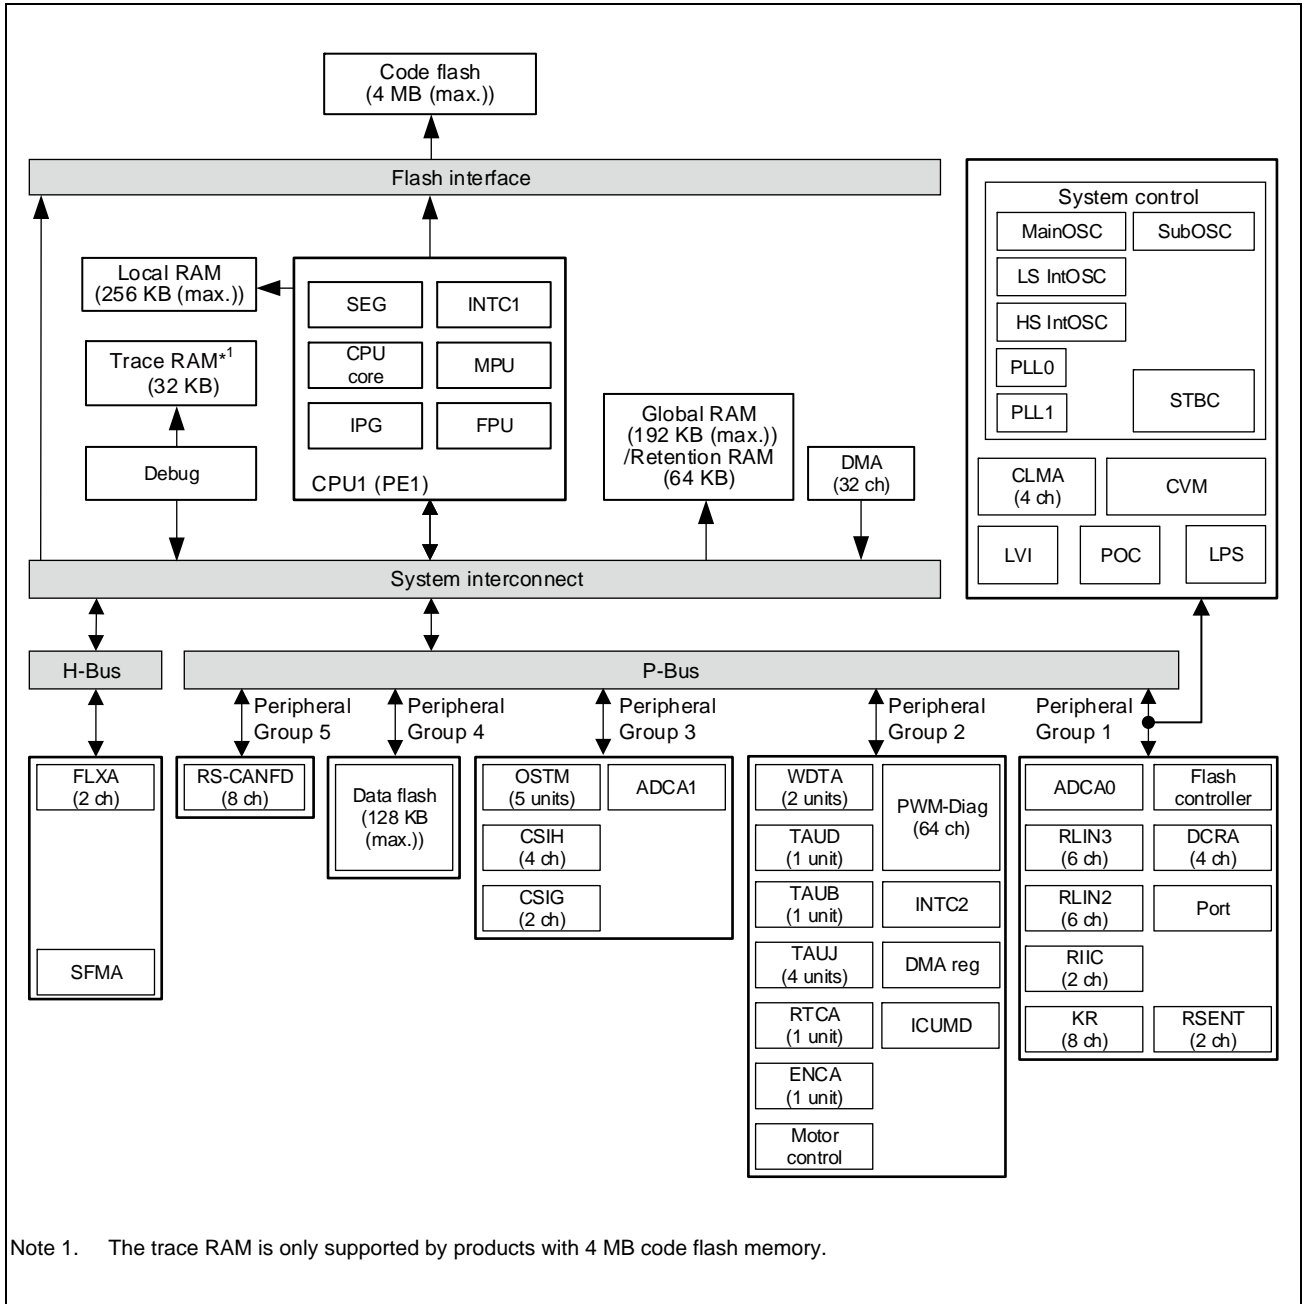 Code flash
(4 MB (max.))
Flash interface
Local RAM
(256 KB (max.))
Trace RAM*1
(32 KB)
Debug
SEG
INTC1
CPU
core
MPU
IPG
FPU
CPU1 (PE1)
Global RAM
(192 KB (max.))
/Retention RAM
(64 KB)
DMA
(32 ch)
System control
MainOSC
SubOSC
LS IntOSC
HS IntOSC
PLL0
PLL1
STBC
CLMA
(4 ch)
CVM
LVI
POC
LPS
System interconnect
H-Bus
P-Bus
Peripheral
Group 5
Peripheral
Group 4
Peripheral
Group 3
Peripheral
Group 2
Peripheral
Group 1
FLXA
(2 ch)
SFMA
RS-CANFD
(8 ch)
Data flash
(128 KB
(max.))
OSTM
(5 units)
ADCA1
CSIH
(4 ch)
CSIG
(2 ch)
WDTA
(2 units)
PWM-Diag
(64 ch)
TAUD
(1 unit)
TAUB
(1 unit)
INTC2
TAUJ
(4 units)
DMA reg
RTCA
(1 unit)
ICUMD
ENCA
(1 unit)
Motor
control
ADCA0
Flash
controller
RLIN3
(6 ch)
DCRA
(4 ch)
RLIN2
(6 ch)
Port
RIIC
(2 ch)
KR
(8 ch)
RSENT
(2 ch)
Note 1. The trace RAM is only supported by products with 4 MB code flash memory.